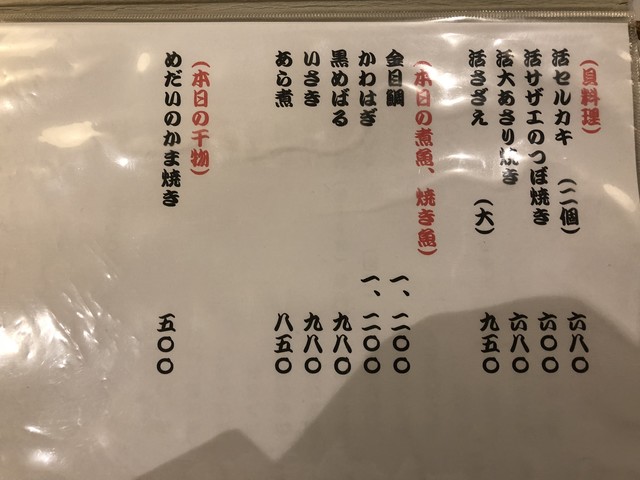 (貝料理)
活セルカキ (二個) 六八〇
活サザエのつぼ焼き 六〇〇
活大あさり焼き 六八〇
活さざえ (大) 九五〇
(本日の煮魚、焼き魚)
金目鯛 一、二〇〇
かわはぎ 一、二〇〇
黒めばる 九八〇
いさき 九八〇
あら煮 八五〇
(本日の干物)
めだいのかま焼き 五〇〇